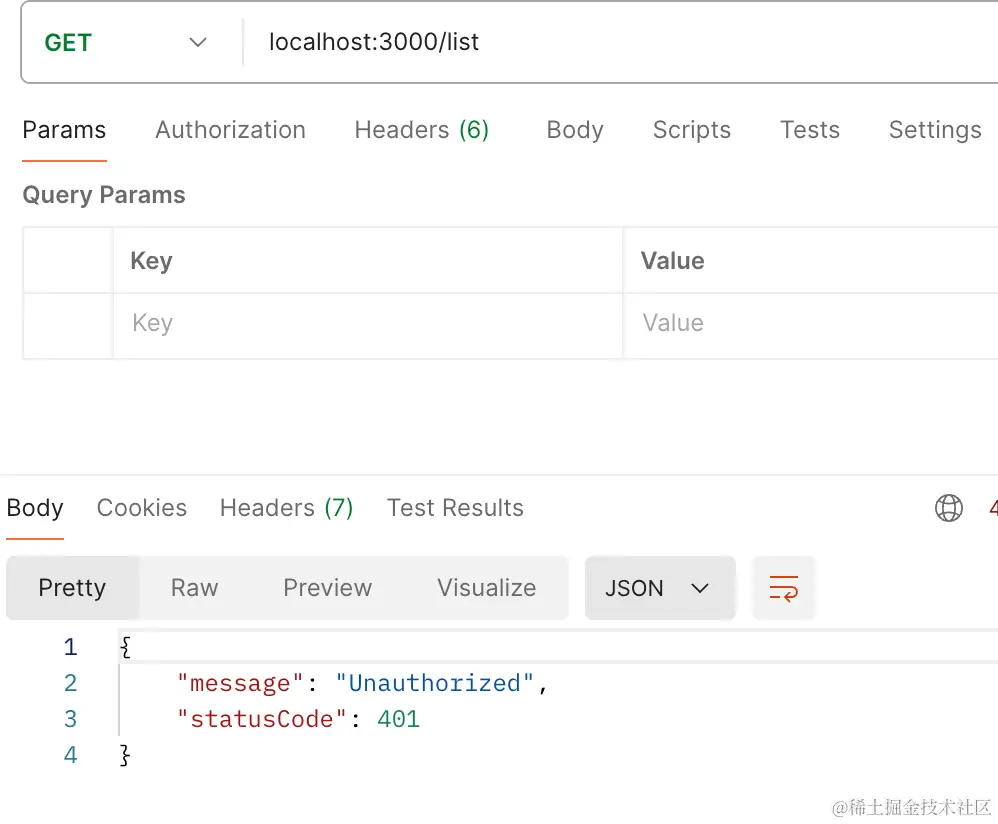 GET localhost:3000/list
Params Authorization Headers (6) Body Scripts Tests Settings
Query Params
Key Value
Key Value
Body Cookies Headers (7) Test Results 4
Pretty Raw Preview Visualize JSON
1 {
2 "message": "Unauthorized",
3 "statusCode": 401
4 }
@稀土掘金技术社区